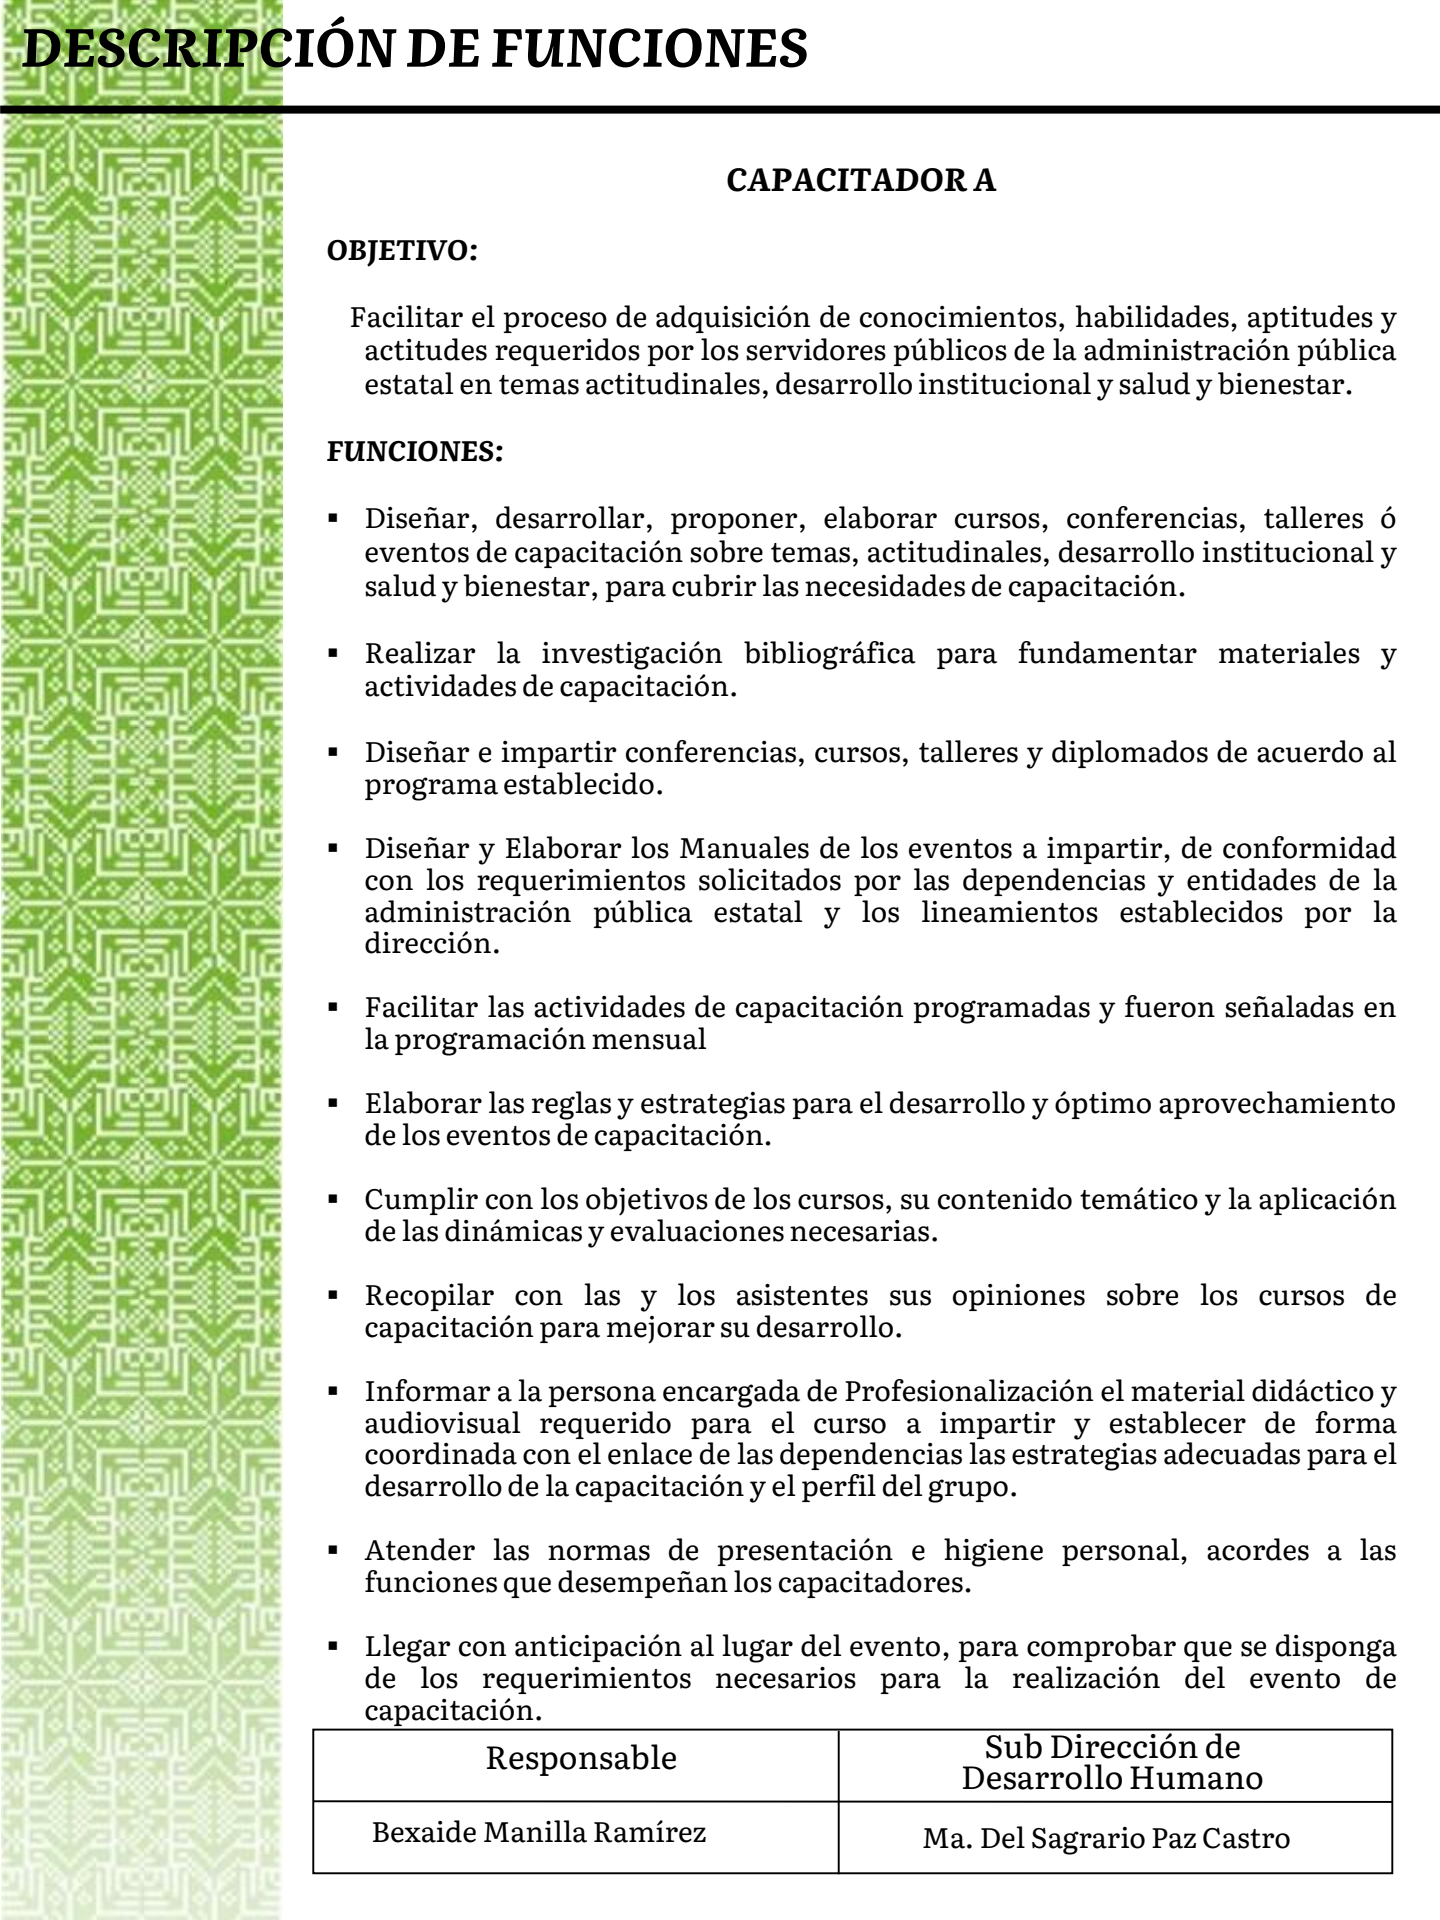 DESCRIPCIÓN DE FUNCIONES
CAPACITADOR A
OBJETIVO:
Facilitar el proceso de adquisición de conocimientos, habilidades, aptitudes y
actitudes requeridos por los servidores públicos de la administración pública
estatal en temas actitudinales, desarrollo institucional y salud y bienestar.
FUNCIONES:
▪ Diseñar, desarrollar, proponer, elaborar cursos, conferencias, talleres ó
eventos de capacitación sobre temas, actitudinales, desarrollo institucional y
salud y bienestar, para cubrir las necesidades de capacitación.
▪ Realizar la investigación bibliográfica para fundamentar materiales y
actividades de capacitación.
▪ Diseñar e impartir conferencias, cursos, talleres y diplomados de acuerdo al
programa establecido.
▪ Diseñar y Elaborar los Manuales de los eventos a impartir, de conformidad
con los requerimientos solicitados por las dependencias y entidades de la
administración pública estatal y los lineamientos establecidos por la
dirección.
▪ Facilitar las actividades de capacitación programadas y fueron señaladas en
la programación mensual
▪ Elaborar las reglas y estrategias para el desarrollo y óptimo aprovechamiento
de los eventos de capacitación.
▪ Cumplir con los objetivos de los cursos, su contenido temático y la aplicación
de las dinámicas y evaluaciones necesarias.
▪ Recopilar con las y los asistentes sus opiniones sobre los cursos de
capacitación para mejorar su desarrollo.
▪ Informar a la persona encargada de Profesionalización el material didáctico y
audiovisual requerido para el curso a impartir y establecer de forma
coordinada con el enlace de las dependencias las estrategias adecuadas para el
desarrollo de la capacitación y el perfil del grupo.
▪ Atender las normas de presentación e higiene personal, acordes a las
funciones que desempeñan los capacitadores.
▪ Llegar con anticipación al lugar del evento, para comprobar que se disponga
de los requerimientos necesarios para la realización del evento de
capacitación.
Responsable
Sub Dirección de
Desarrollo Humano
Bexaide Manilla Ramírez
Ma. Del Sagrario Paz Castro